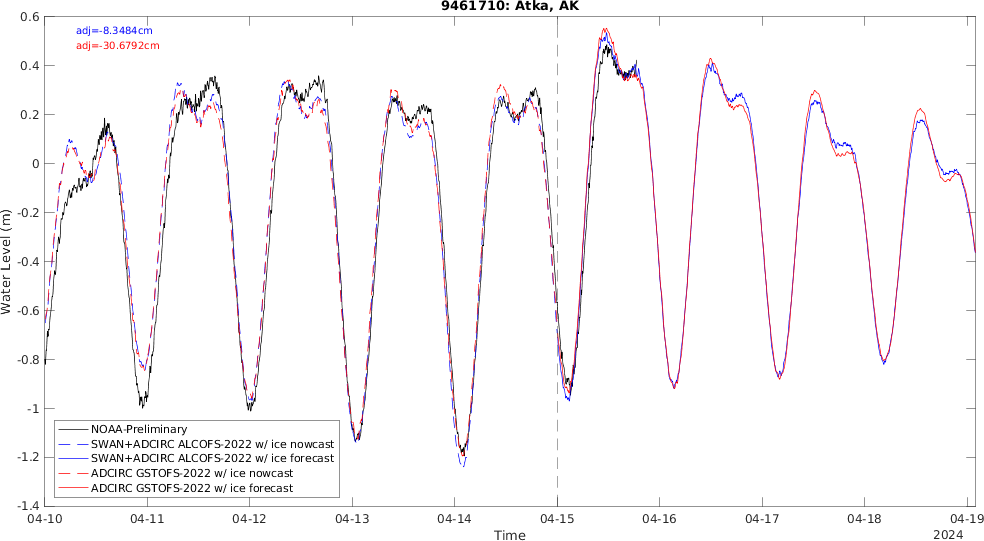 9461710: Atka, AK
adj=-8.3484cm
adj=-30.6792cm
0.6
0.4
0.2
0
-0.2
-0.4
-0.6
-0.8
-1
-1.2
-1.4
Water Level (m)
NOAA-Preliminary
SWAN+ADCIRC ALCOFS-2022 w/ ice nowcast
SWAN+ADCIRC ALCOFS-2022 w/ ice forecast
ADCIRC GSTOFS-2022 w/ ice nowcast
ADCIRC GSTOFS-2022 w/ ice forecast
04-10 04-11 04-12 04-13 04-14 04-15 04-16 04-17 04-18 04-19
Time
2024